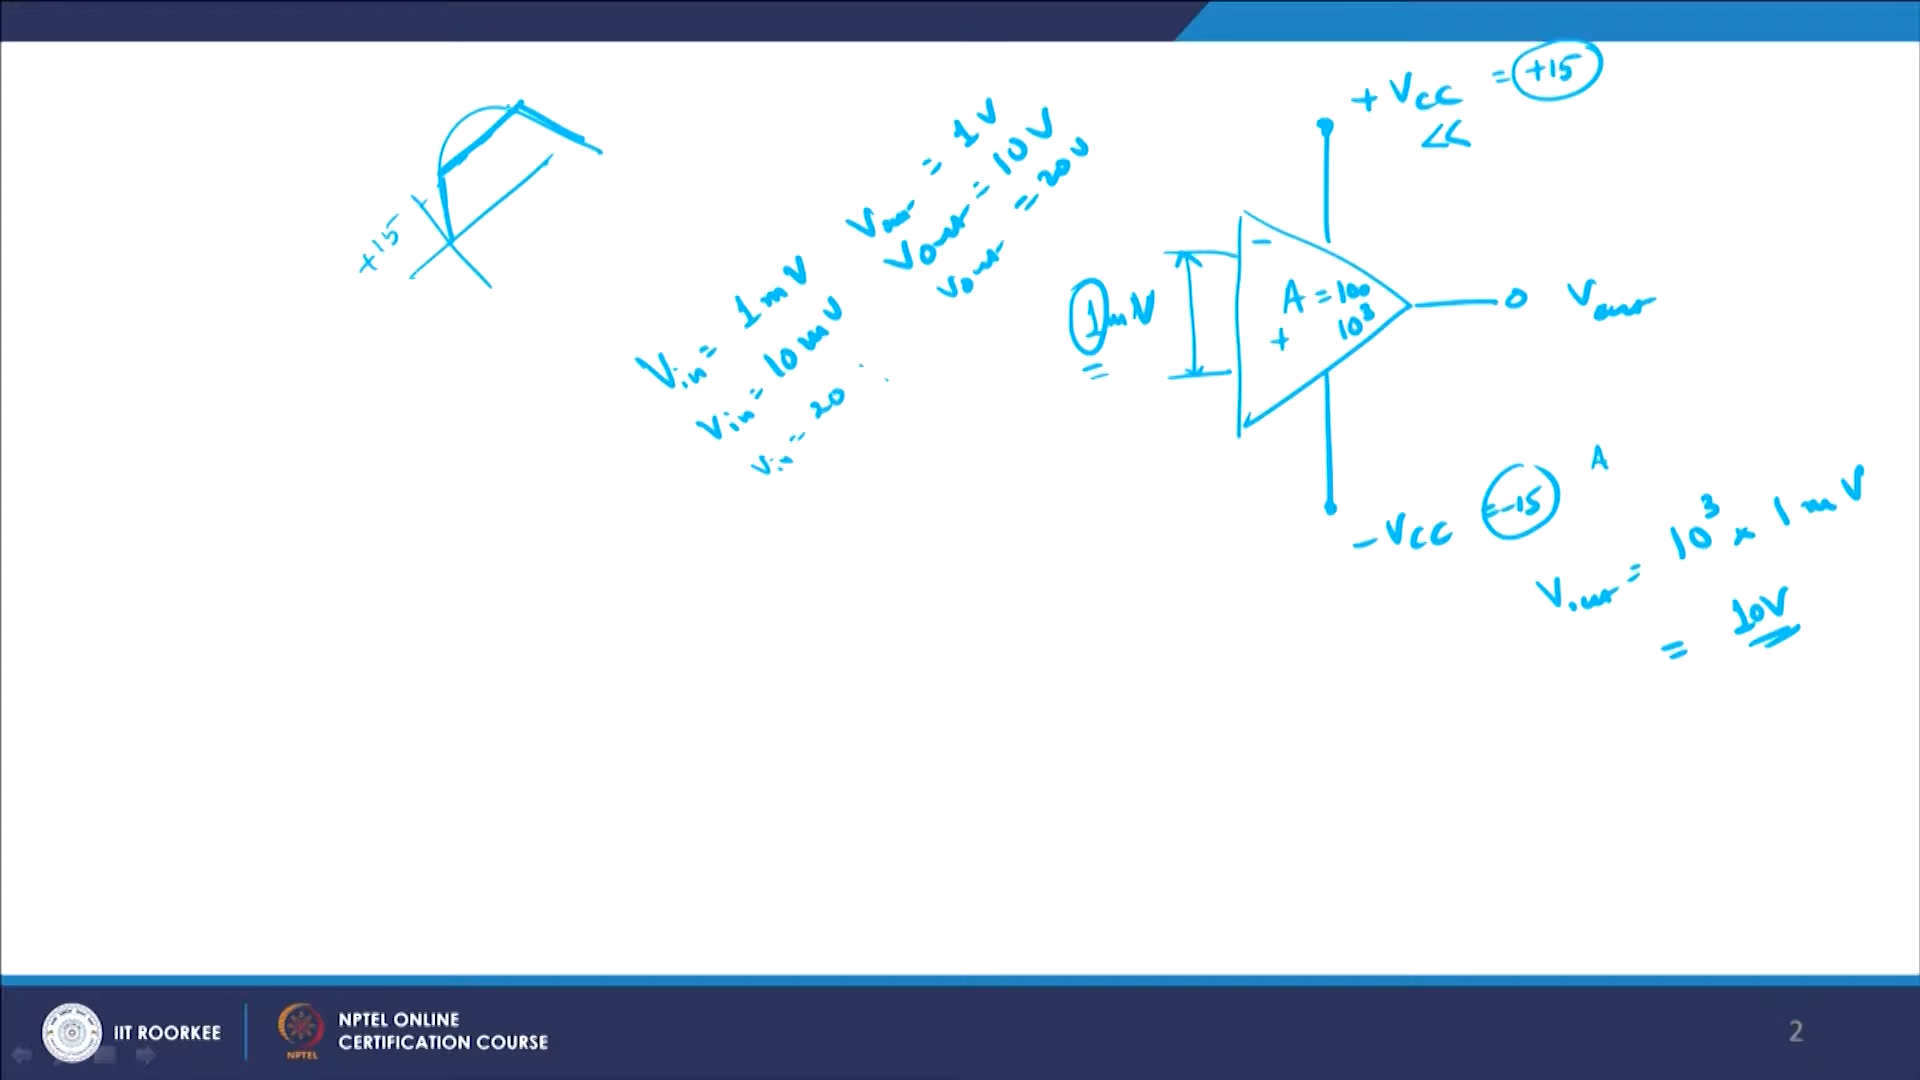 +15
Vin = 1mV
Vin = 10mV
Vin = 20
Vout = 1V
Vout = 10V
Vout = 20V
+VCC = +15
<<
1mV
-
A = 100
10³
+
Vout
-VCC = -15
A
Vout = 10³ × 1mV
= 10V
IIT ROORKEE
NPTEL
NPTEL ONLINE
CERTIFICATION COURSE
2